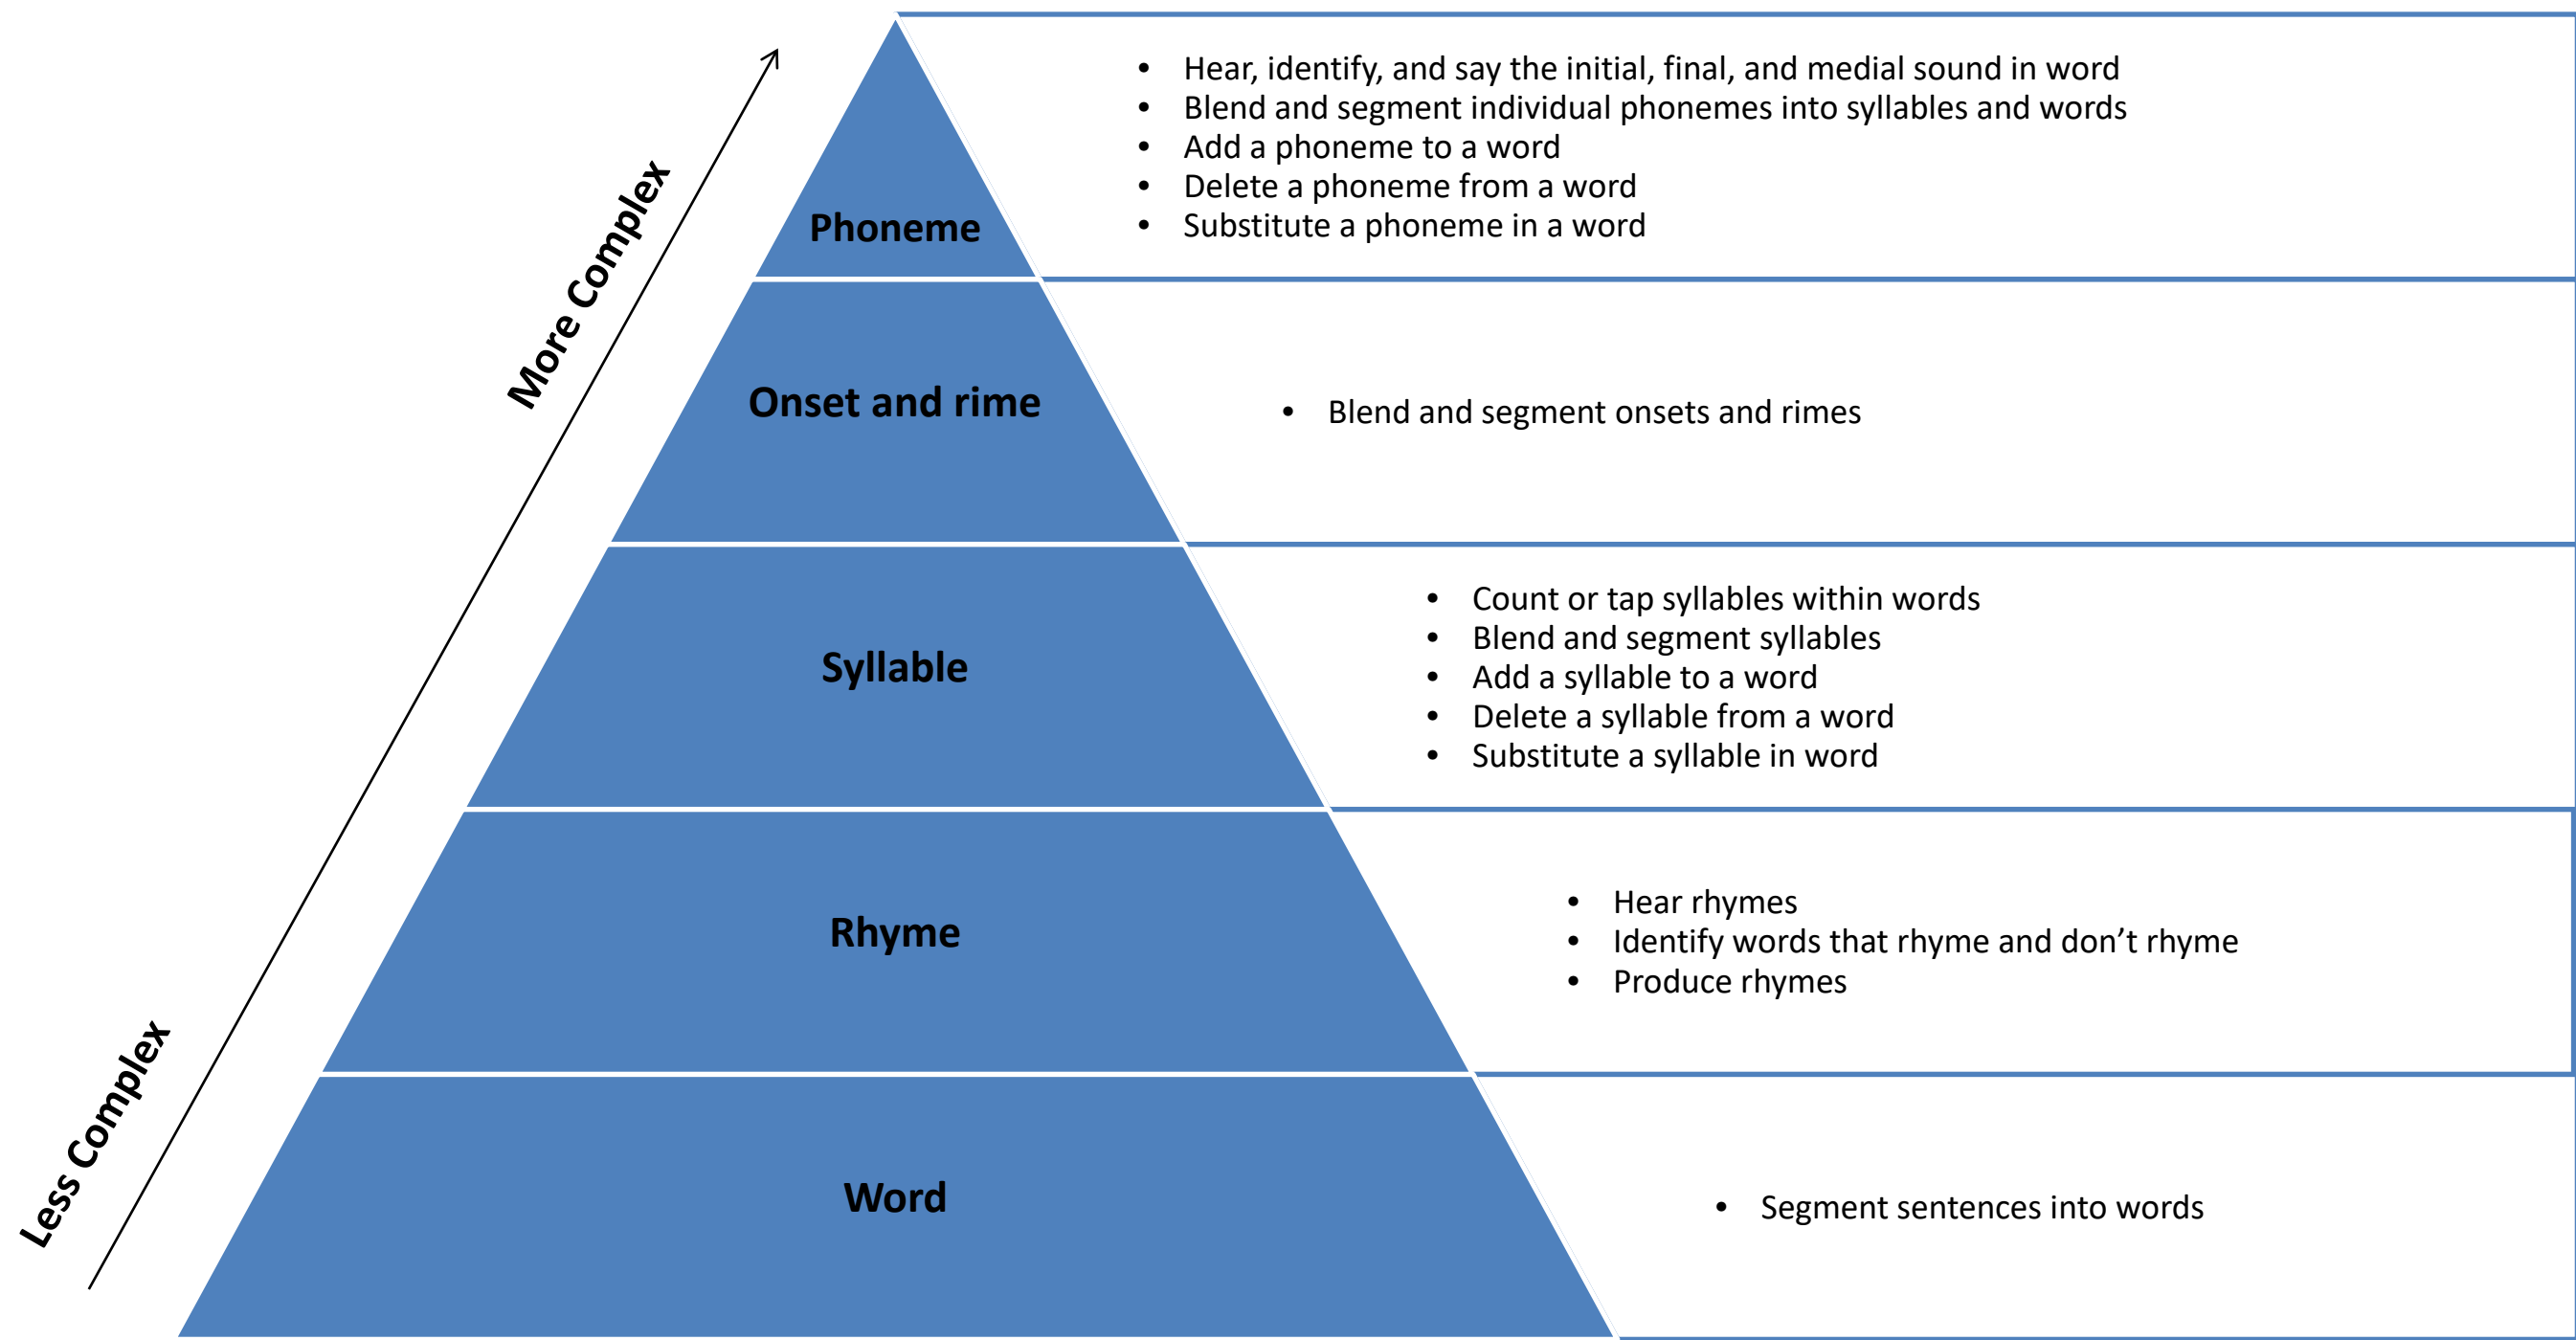 More Complex
Less Complex
Phoneme
• Hear, identify, and say the initial, final, and medial sound in word
• Blend and segment individual phonemes into syllables and words
• Add a phoneme to a word
• Delete a phoneme from a word
• Substitute a phoneme in a word
Onset and rime
• Blend and segment onsets and rimes
Syllable
• Count or tap syllables within words
• Blend and segment syllables
• Add a syllable to a word
• Delete a syllable from a word
• Substitute a syllable in word
Rhyme
• Hear rhymes
• Identify words that rhyme and don’t rhyme
• Produce rhymes
Word
• Segment sentences into words